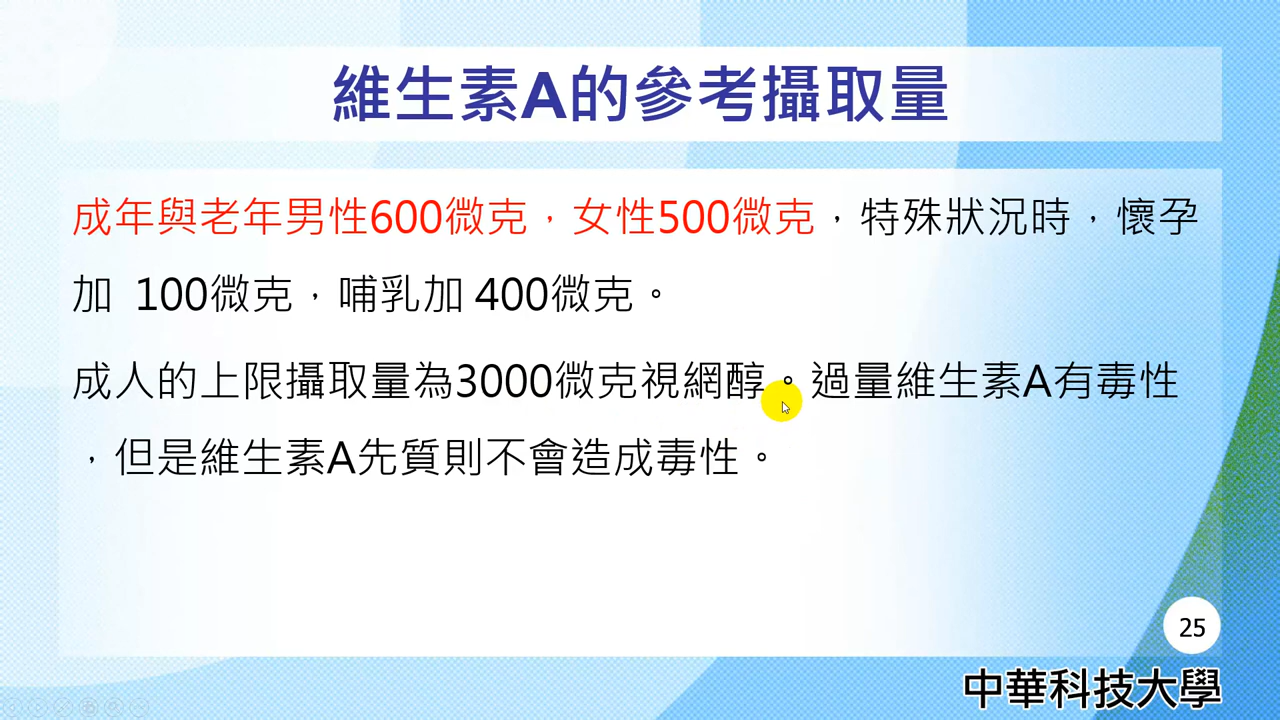 維生素A的參考攝取量
成年與老年男性600微克，女性500微克，特殊狀況時，懷孕
加 100微克，哺乳加 400微克。
成人的上限攝取量為3000微克視網醇。過量維生素A有毒性
，但是維生素A先質則不會造成毒性。
25
中華科技大學